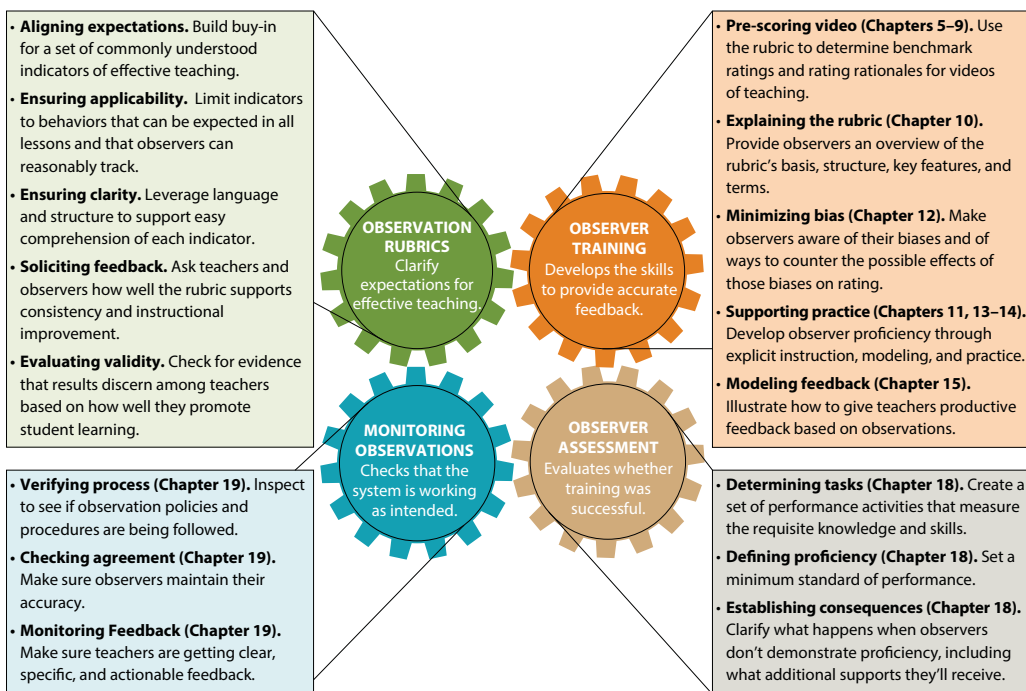 • Aligning expectations. Build buy-in
for a set of commonly understood
indicators of effective teaching.
• Ensuring applicability. Limit indicators
to behaviors that can be expected in all
lessons and that observers can
reasonably track.
• Ensuring clarity. Leverage language
and structure to support easy
comprehension of each indicator.
• Soliciting feedback. Ask teachers and
observers how well the rubric supports
consistency and instructional
improvement.
• Evaluating validity. Check for evidence
that results discern among teachers
based on how well they promote
student learning.
OBSERVATION
RUBRICS
Clarify
expectations for
effective teaching.
OBSERVER
TRAINING
Develops the skills
to provide accurate
feedback.
• Pre-scoring video (Chapters 5–9). Use
the rubric to determine benchmark
ratings and rating rationales for videos
of teaching.
• Explaining the rubric (Chapter 10).
Provide observers an overview of the
rubric’s basis, structure, key features, and
terms.
• Minimizing bias (Chapter 12). Make
observers aware of their biases and of
ways to counter the possible effects of
those biases on rating.
• Supporting practice (Chapters 11, 13–14).
Develop observer proficiency through
explicit instruction, modeling, and practice.
• Modeling feedback (Chapter 15).
Illustrate how to give teachers productive
feedback based on observations.
MONITORING
OBSERVATIONS
Checks that the
system is working
as intended.
OBSERVER
ASSESSMENT
Evaluates whether
training was
successful.
• Verifying process (Chapter 19). Inspect
to see if observation policies and
procedures are being followed.
• Checking agreement (Chapter 19).
Make sure observers maintain their
accuracy.
• Monitoring Feedback (Chapter 19).
Make sure teachers are getting clear,
specific, and actionable feedback.
• Determining tasks (Chapter 18). Create a
set of performance activities that measure
the requisite knowledge and skills.
• Defining proficiency (Chapter 18). Set a
minimum standard of performance.
• Establishing consequences (Chapter 18).
Clarify what happens when observers
don’t demonstrate proficiency, including
what additional supports they’ll receive.